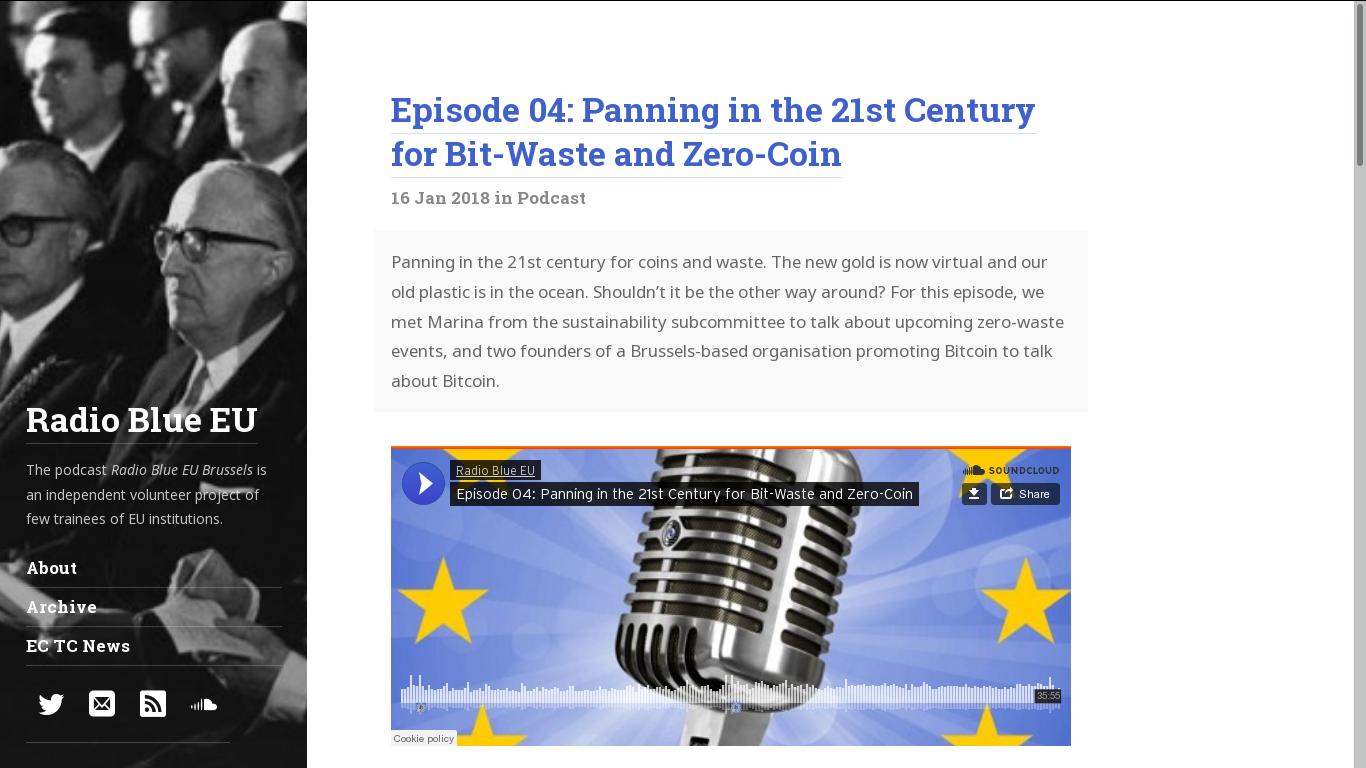 Radio Blue EU
The podcast Radio Blue EU Brussels is
an independent volunteer project of
few trainees of EU institutions.
About
Archive
EC TC News
Episode 04: Panning in the 21st Century
for Bit-Waste and Zero-Coin
16 Jan 2018 in Podcast
Panning in the 21st century for coins and waste. The new gold is now virtual and our
old plastic is in the ocean. Shouldn’t it be the other way around? For this episode, we
met Marina from the sustainability subcommittee to talk about upcoming zero-waste
events, and two founders of a Brussels-based organisation promoting Bitcoin to talk
about Bitcoin.
Radio Blue EU
SOUNDCLOUD
Episode 04: Panning in the 21st Century for Bit-Waste and Zero-Coin
Share
35:55
Cookie policy